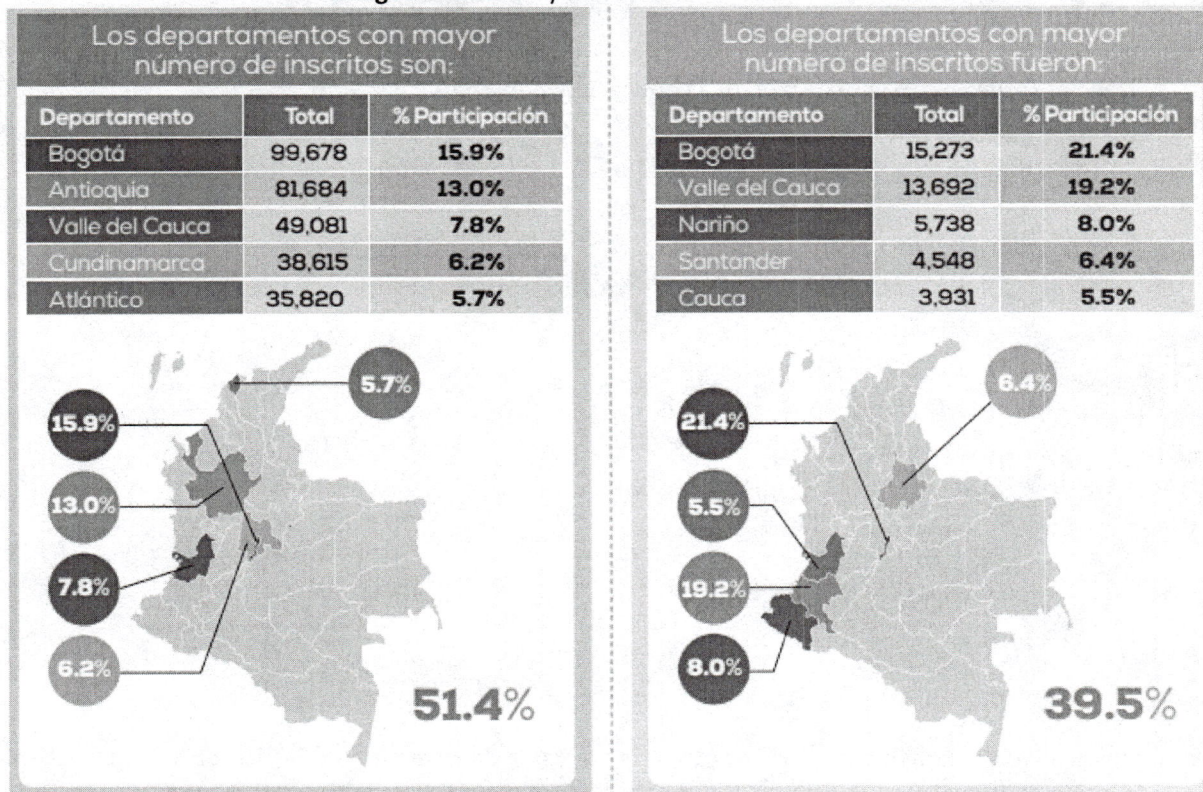 Los departamentos con mayor
número de inscritos son:
Departamento Total % Participación
Bogotá 99,678 15.9%
Antioquia 81,684 13.0%
Valle del Cauca 49,081 7.8%
Cundinamarca 38,615 6.2%
Atlántico 35,820 5.7%
5.7%
15.9%
13.0%
7.8%
6.2%
51.4%
Los departamentos con mayor
número de inscritos fueron:
Departamento Total % Participación
Bogotá 15,273 21.4%
Valle del Cauca 13,692 19.2%
Nariño 5,738 8.0%
Santander 4,548 6.4%
Cauca 3,931 5.5%
6.4%
21.4%
5.5%
19.2%
8.0%
39.5%